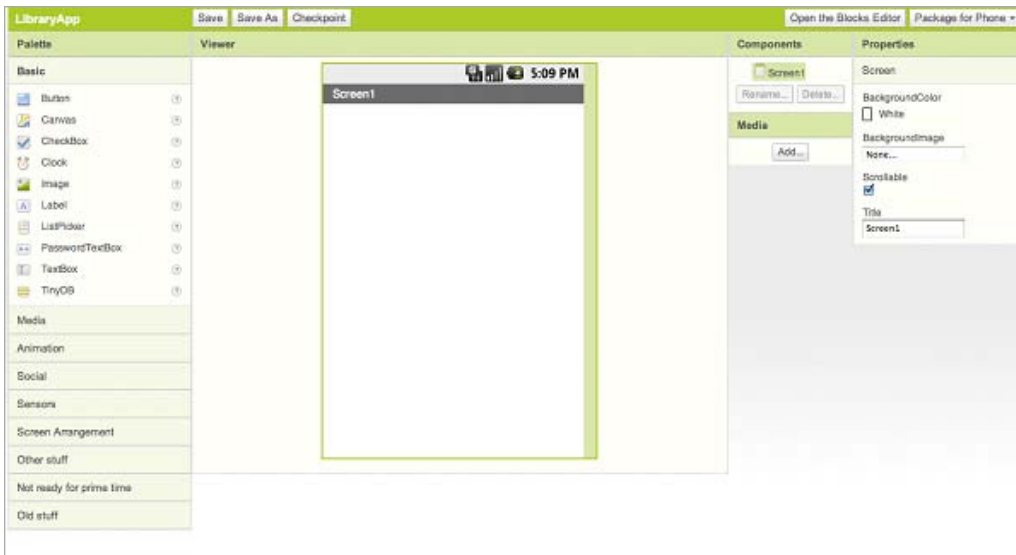 LibraryApp
Save Save As Checkpoint
Open the Blocks Editor Package for Phone
Palette
Viewer
Components
Properties
Basic
Button
Canvas
CheckBox
Clock
Image
Label
ListPicker
PasswordTextBox
TextBox
TinyDB
Media
Animation
Social
Sensors
Screen Arrangement
Other stuff
Not ready for prime time
Old stuff
5:09 PM
Screen1
Screen1
Rename... Delete...
Media
Add...
Screen
BackgroundColor
White
BackgroundImage
None...
Scrollable
Title
Screen1